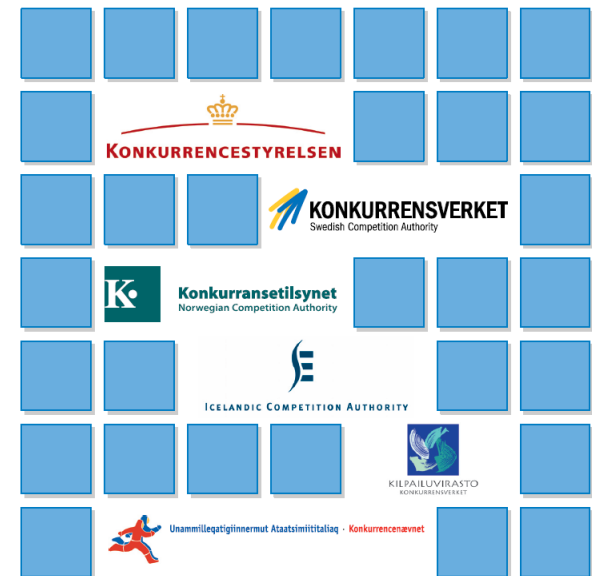 KONKURRENCESTYRELSEN
KONKURRENSVERKET
Swedish Competition Authority
K
Konkurransetilsynet
Norwegian Competition Authority
ICELANDIC COMPETITION AUTHORITY
KILPAILUVIRASTO
KONKURRENSVERKET
Unammilleqatigiinnermut Ataatsimiititaliaq · Konkurrencenævnet